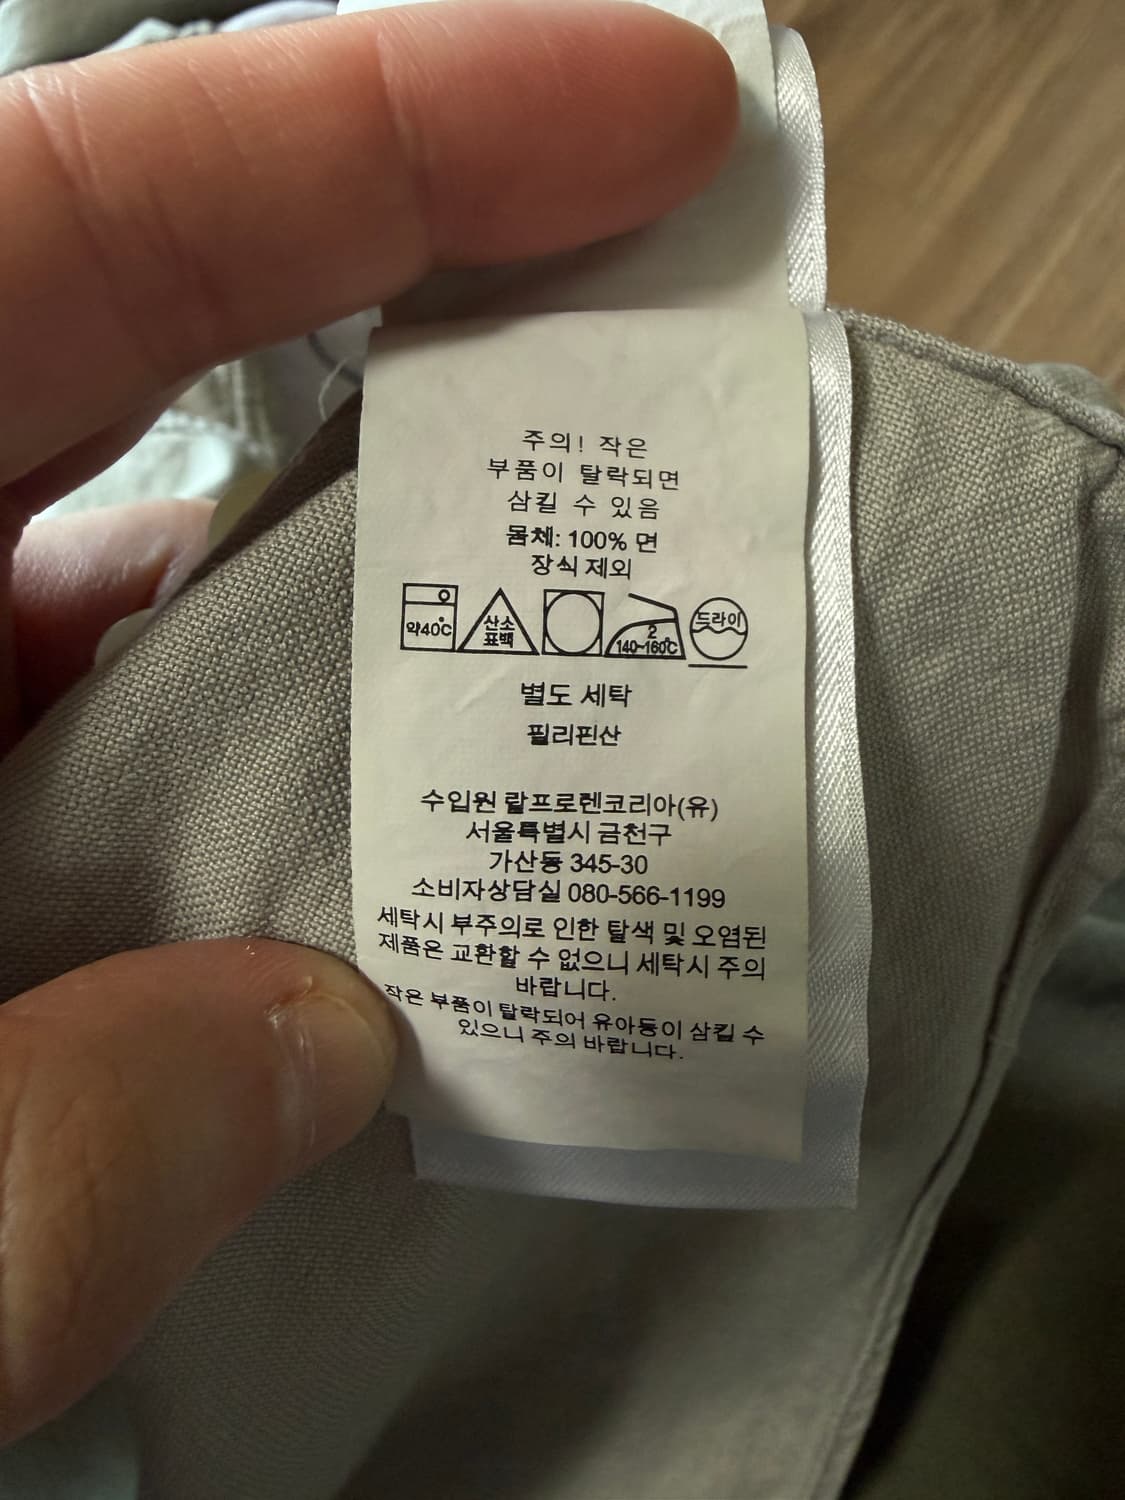 주의! 작은
부품이 탈락되면
삼킬 수 있음
몸체: 100% 면
장식 제외
약40℃ 산소 표백 2 140~160℃ 드라이
별도 세탁
필리핀산
수입원 랄프로렌코리아(유)
서울특별시 금천구
가산동 345-30
소비자상담실 080-566-1199
세탁시 부주의로 인한 탈색 및 오염된
제품은 교환할 수 없으니 세탁시 주의
바랍니다.
작은 부품이 탈락되어 유아등이 삼킬 수
있으니 주의 바랍니다.